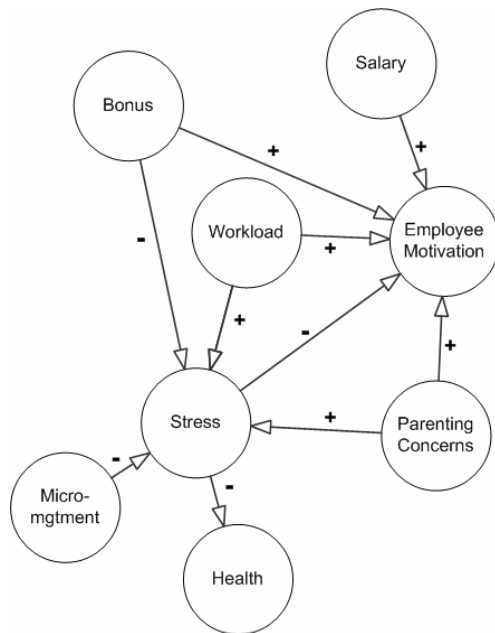 Salary
Bonus
+
+
Workload
Employee
Motivation
-
+
+
-
+
Stress
+
Parenting
Concerns
-
Micro-
mgtment
-
Health